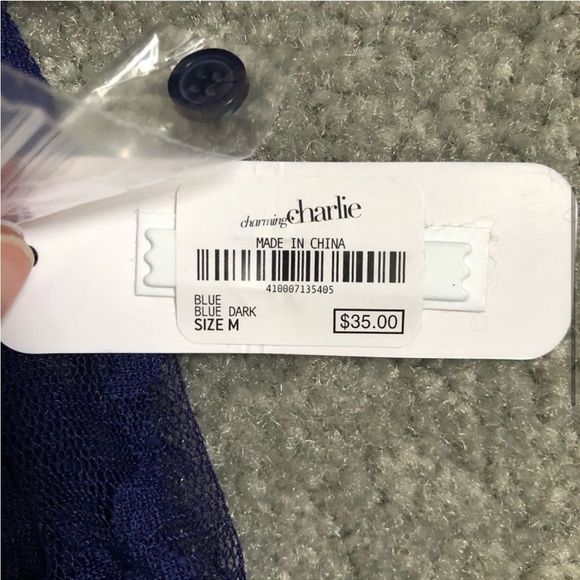 charming charlie
MADE IN CHINA
410007135405
BLUE
BLUE DARK
SIZE M
$35.00